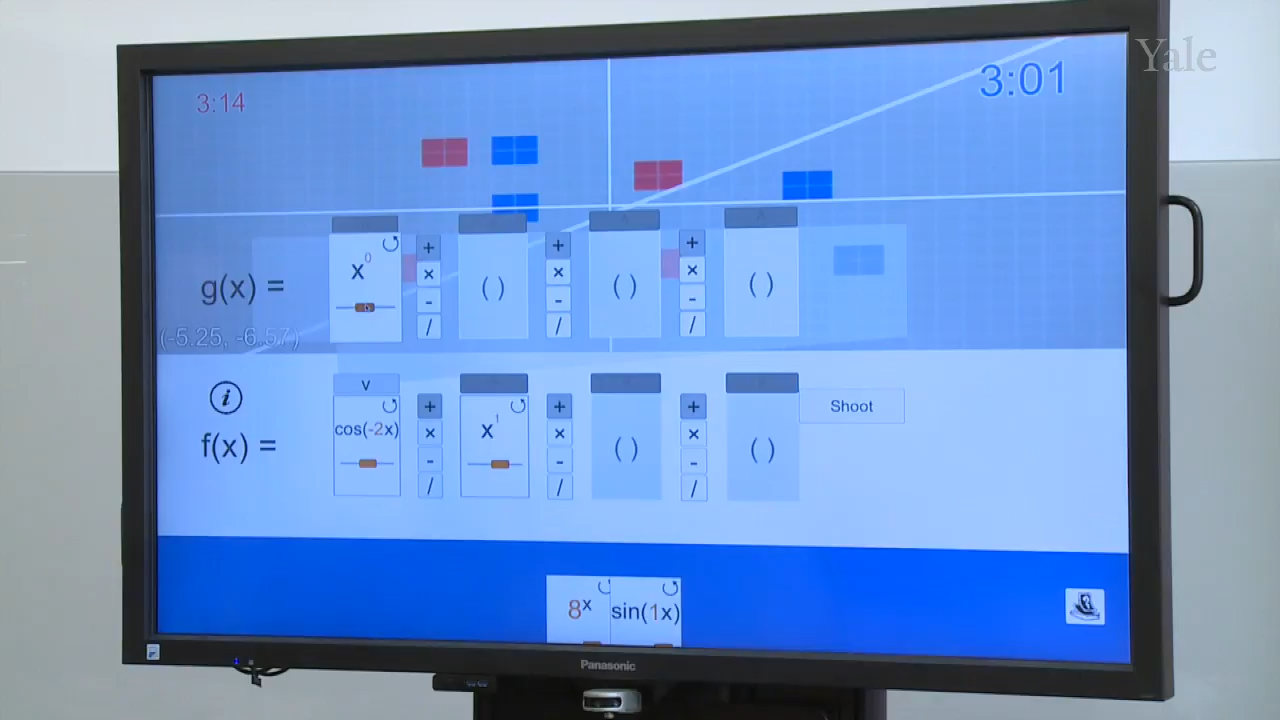 Yale
3:14
3:01
g(x) =
x⁰
+
×
-
/
( )
+
×
-
/
( )
+
×
-
/
( )
(-5.25, -6.57)
i
f(x) =
v
cos(-2x)
+
×
-
/
x¹
+
×
-
/
( )
+
×
-
/
( )
Shoot
8ˣ
sin(1x)
Panasonic